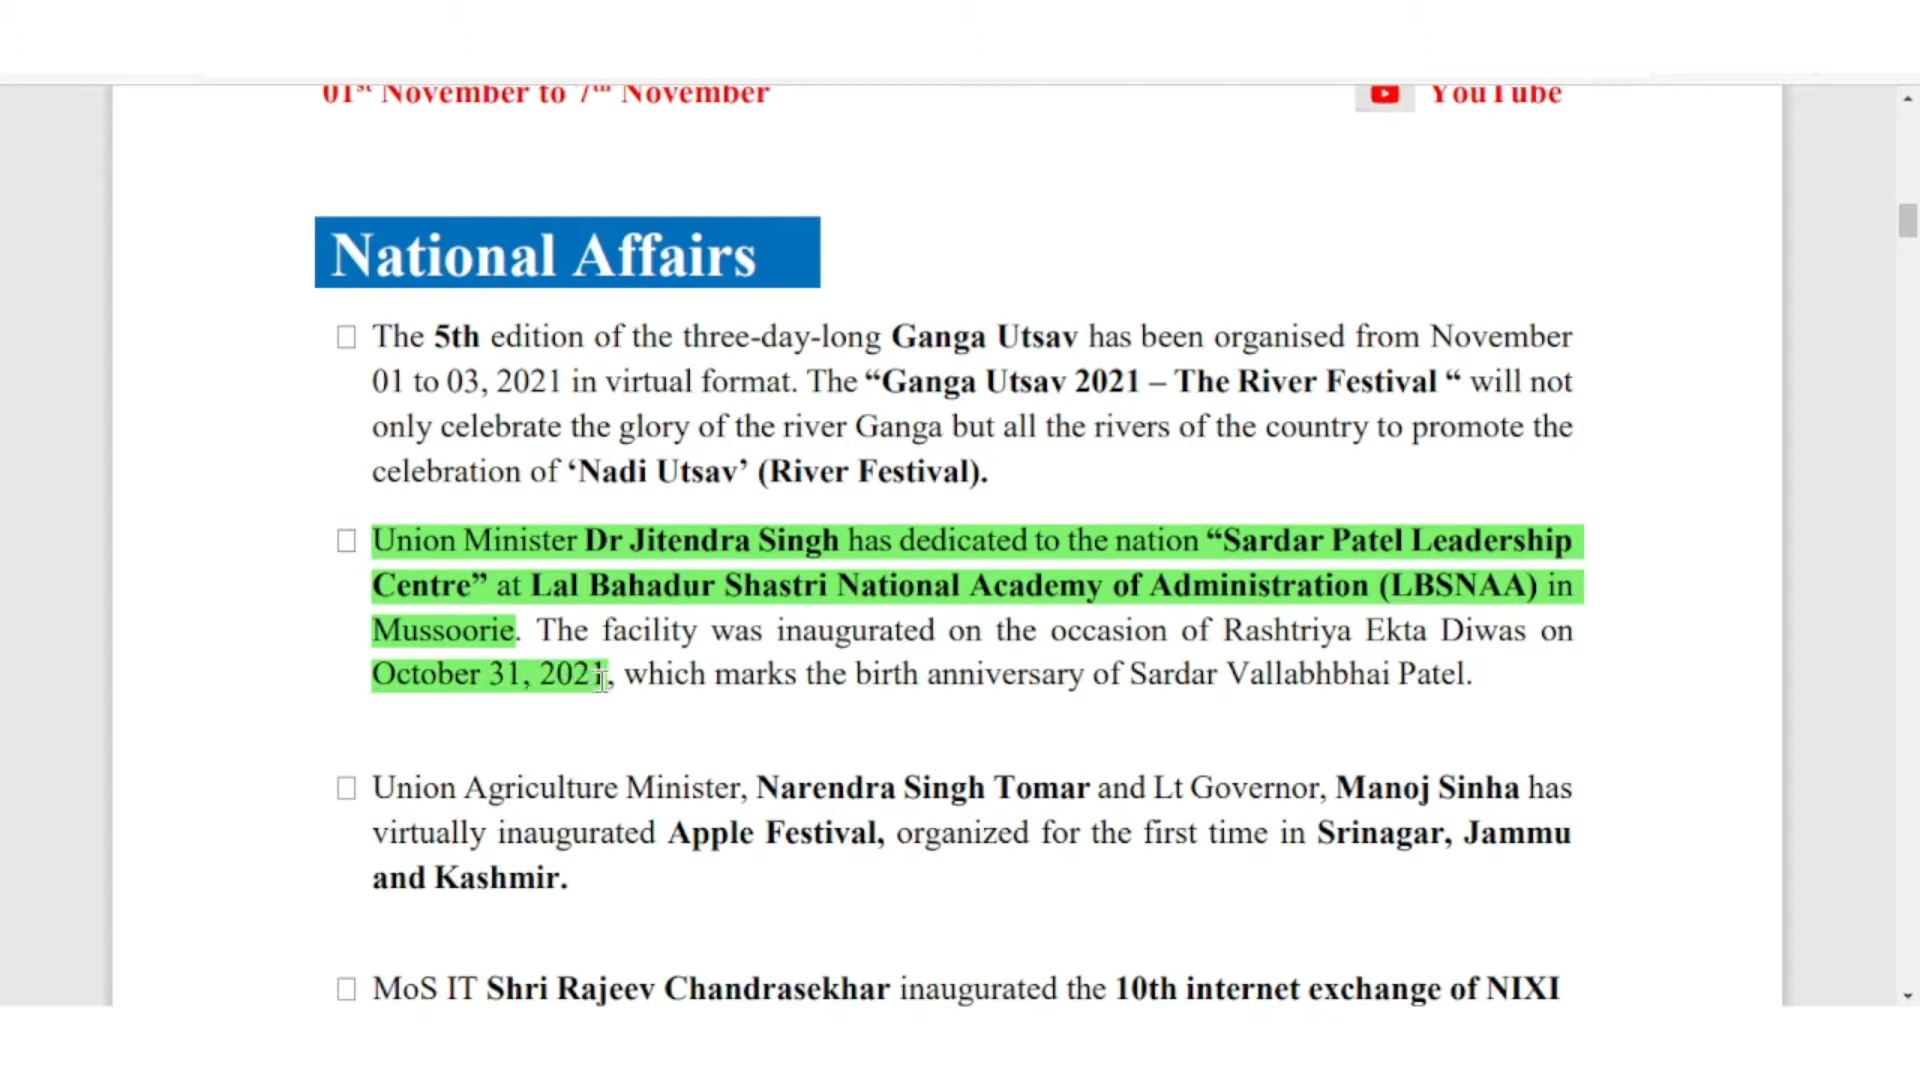 01st November to 7th November
YouTube
National Affairs
The 5th edition of the three-day-long Ganga Utsav has been organised from November
01 to 03, 2021 in virtual format. The “Ganga Utsav 2021 – The River Festival “ will not
only celebrate the glory of the river Ganga but all the rivers of the country to promote the
celebration of ‘Nadi Utsav’ (River Festival).
Union Minister Dr Jitendra Singh has dedicated to the nation “Sardar Patel Leadership
Centre” at Lal Bahadur Shastri National Academy of Administration (LBSNAA) in
Mussoorie. The facility was inaugurated on the occasion of Rashtriya Ekta Diwas on
October 31, 2021, which marks the birth anniversary of Sardar Vallabhbhai Patel.
Union Agriculture Minister, Narendra Singh Tomar and Lt Governor, Manoj Sinha has
virtually inaugurated Apple Festival, organized for the first time in Srinagar, Jammu
and Kashmir.
MoS IT Shri Rajeev Chandrasekhar inaugurated the 10th internet exchange of NIXI